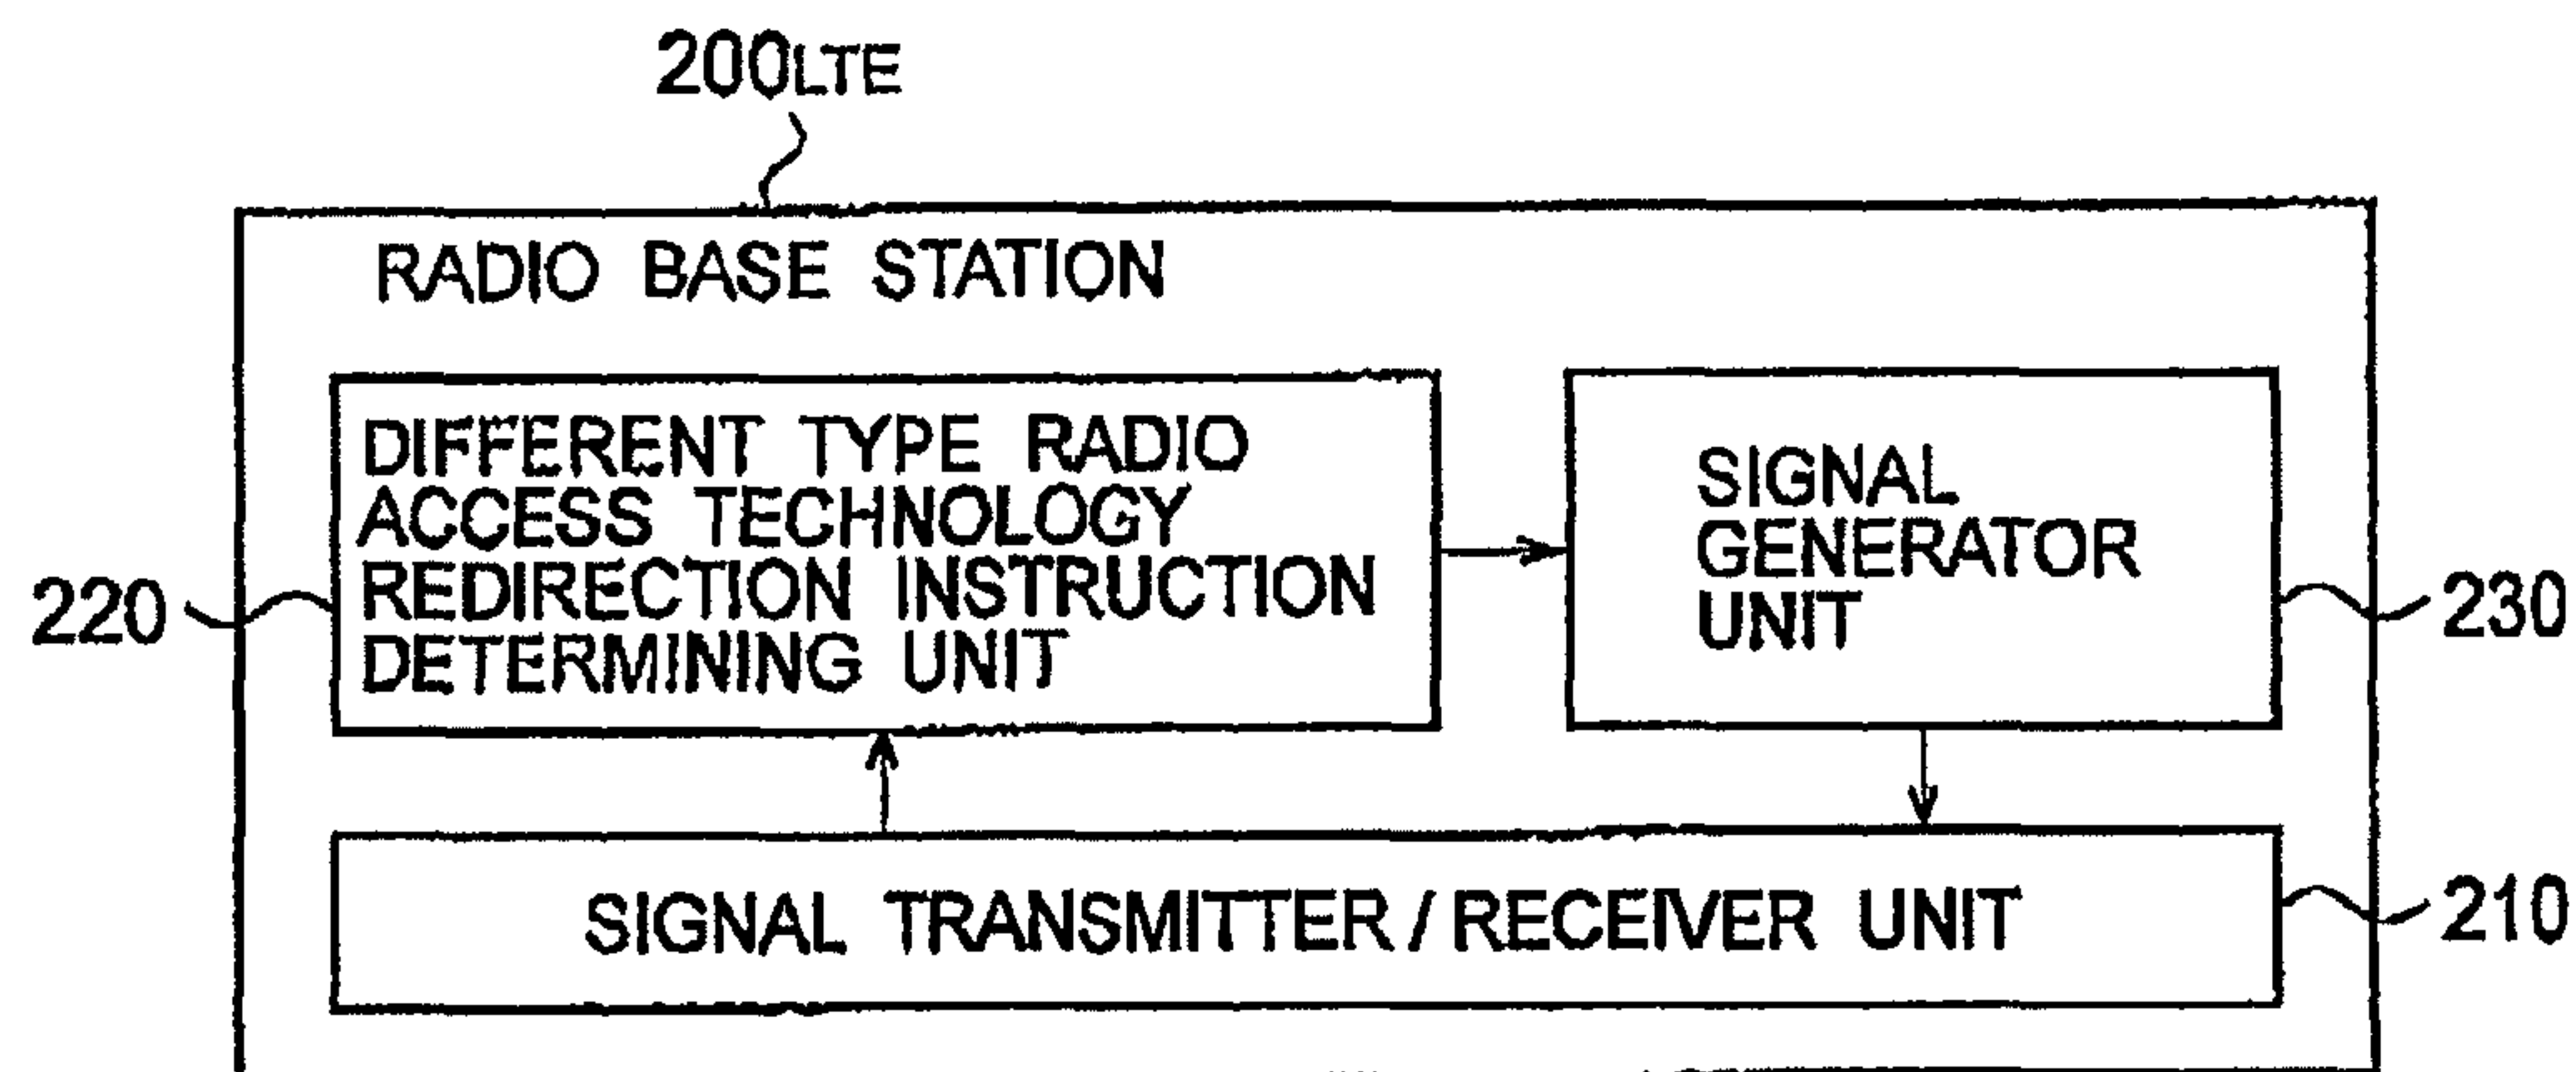 200LTE
RADIO BASE STATION
DIFFERENT TYPE RADIO
ACCESS TECHNOLOGY
REDIRECTION INSTRUCTION
DETERMINING UNIT
220
SIGNAL
GENERATOR
UNIT
230
SIGNAL TRANSMITTER / RECEIVER UNIT
210